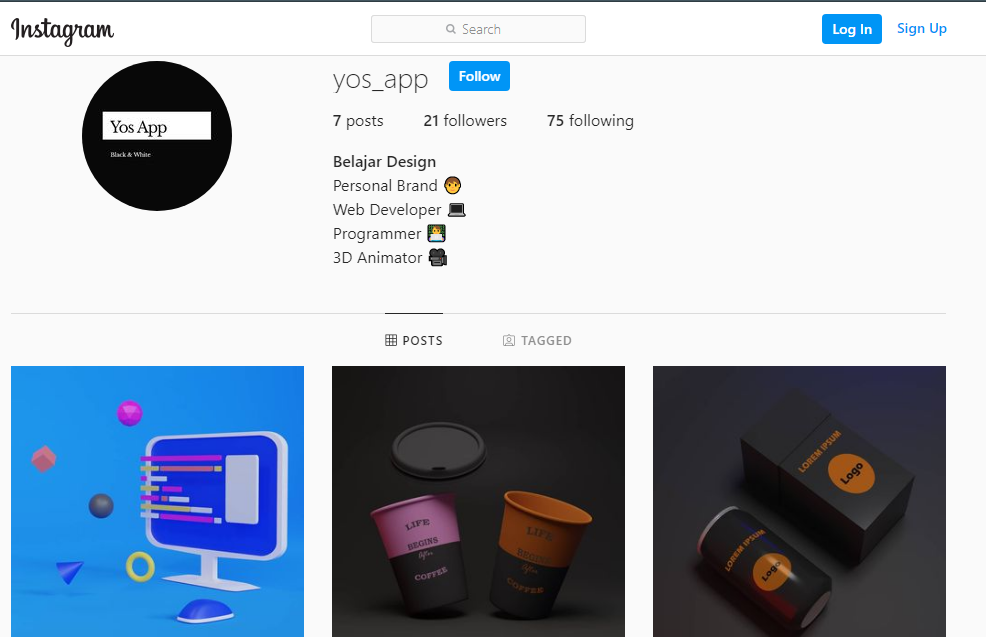 Instagram
Search
Log In
Sign Up
Yos App
Black & White
yos_app
Follow
7 posts
21 followers
75 following
Belajar Design
Personal Brand 🧑
Web Developer 💻
Programmer 👨‍💻
3D Animator 🎥
POSTS
TAGGED
LIFE
BEGINS
After
COFFEE
LIFE
BEGINS
After
COFFEE
LOREM IPSUM
Logo
LOREM IPSUM
Logo